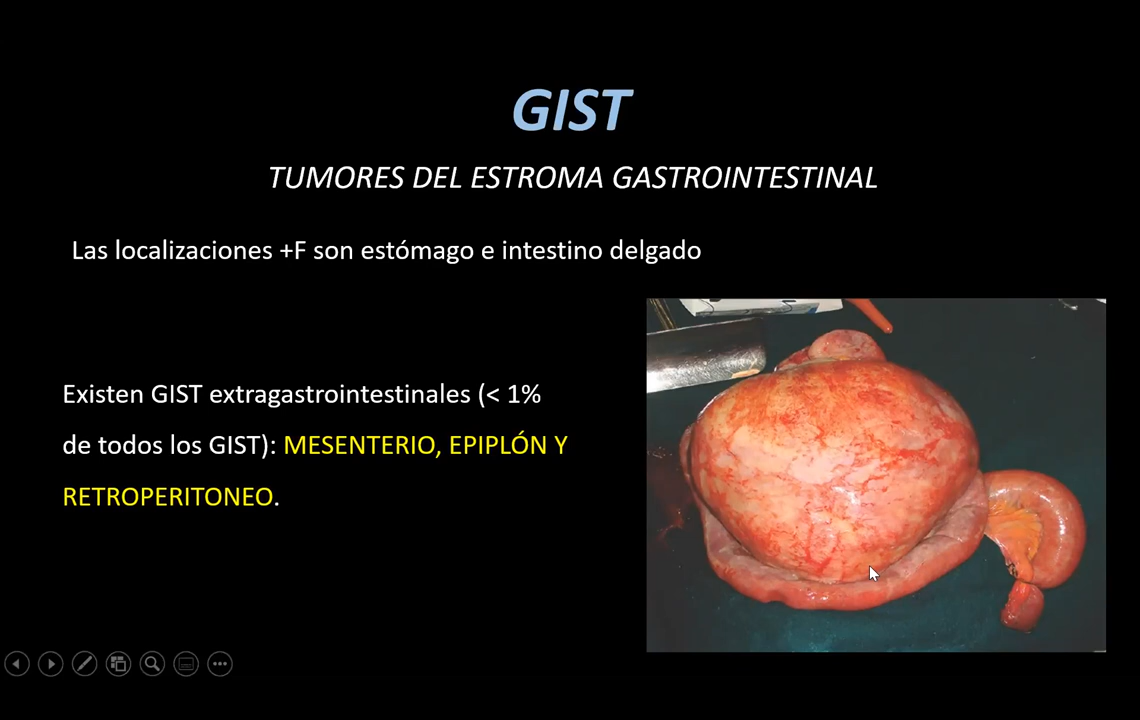 GIST
TUMORES DEL ESTROMA GASTROINTESTINAL
Las localizaciones +F son estómago e intestino delgado
Existen GIST extragastrointestinales (< 1%
de todos los GIST): MESENTERIO, EPIPLÓN Y
RETROPERITONEO.